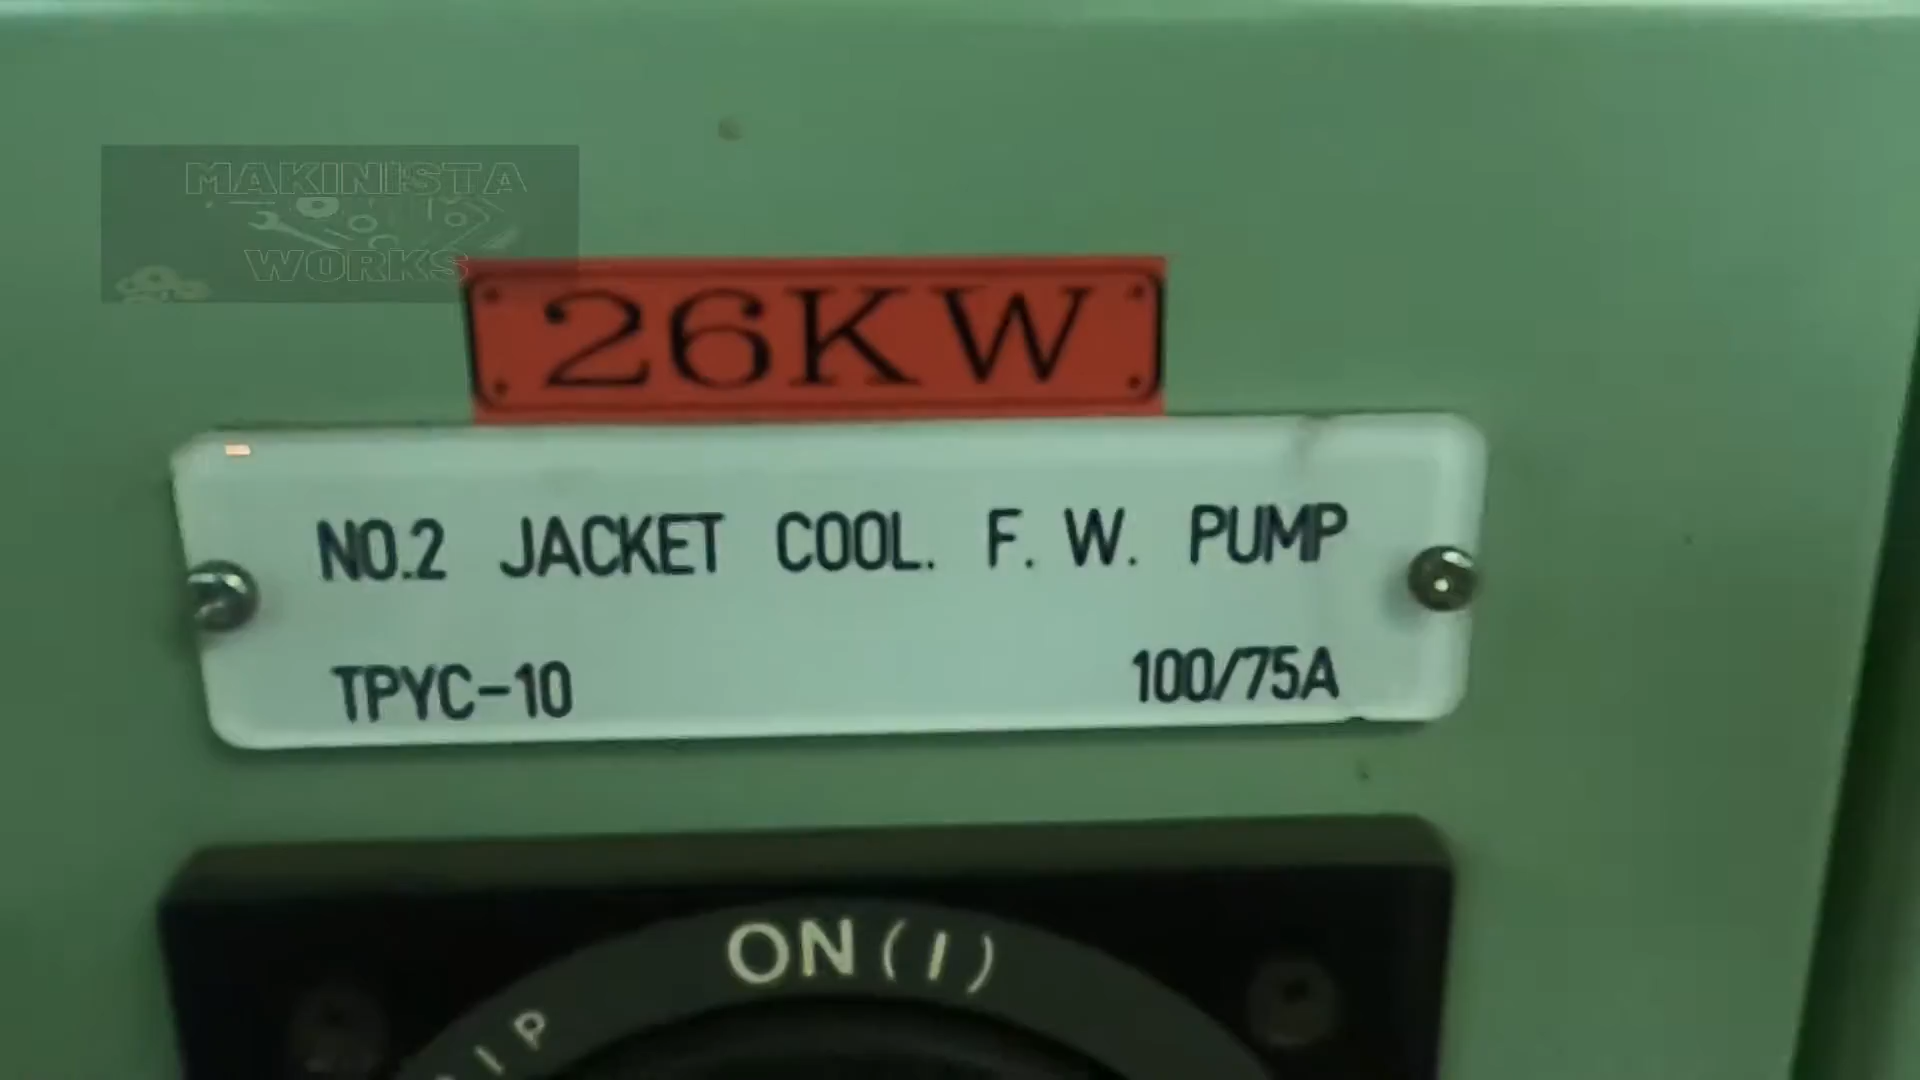 MAKINISTA
WORKS
26KW
NO.2 JACKET COOL. F. W. PUMP
TPYC-10 100/75A
ON(I)